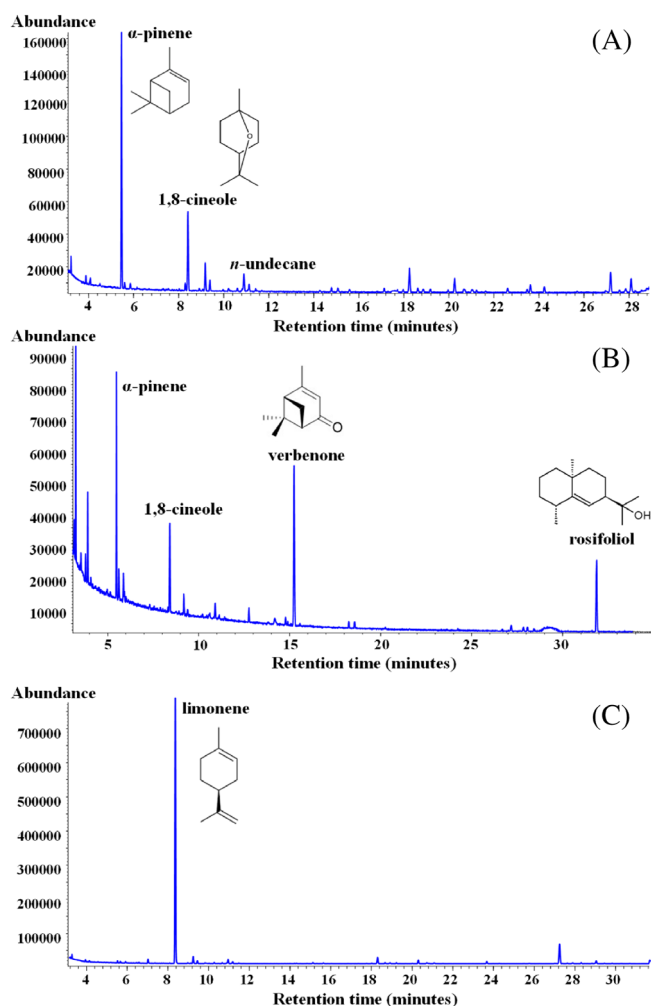 Abundance
(A)
α-pinene
160000
140000
120000
100000
80000
60000
40000
20000
O
1,8-cineole
n-undecane
4 6 8 10 12 14 16 18 20 22 24 26 28
Retention time (minutes)
Abundance
(B)
90000
80000
70000
60000
50000
40000
30000
20000
10000
α-pinene
1,8-cineole
O
verbenone
OH
rosifoliol
5 10 15 20 25 30
Retention time (minutes)
Abundance
(C)
limonene
700000
600000
500000
400000
300000
200000
100000
4 6 8 10 12 14 16 18 20 22 24 26 28 30
Retention time (minutes)